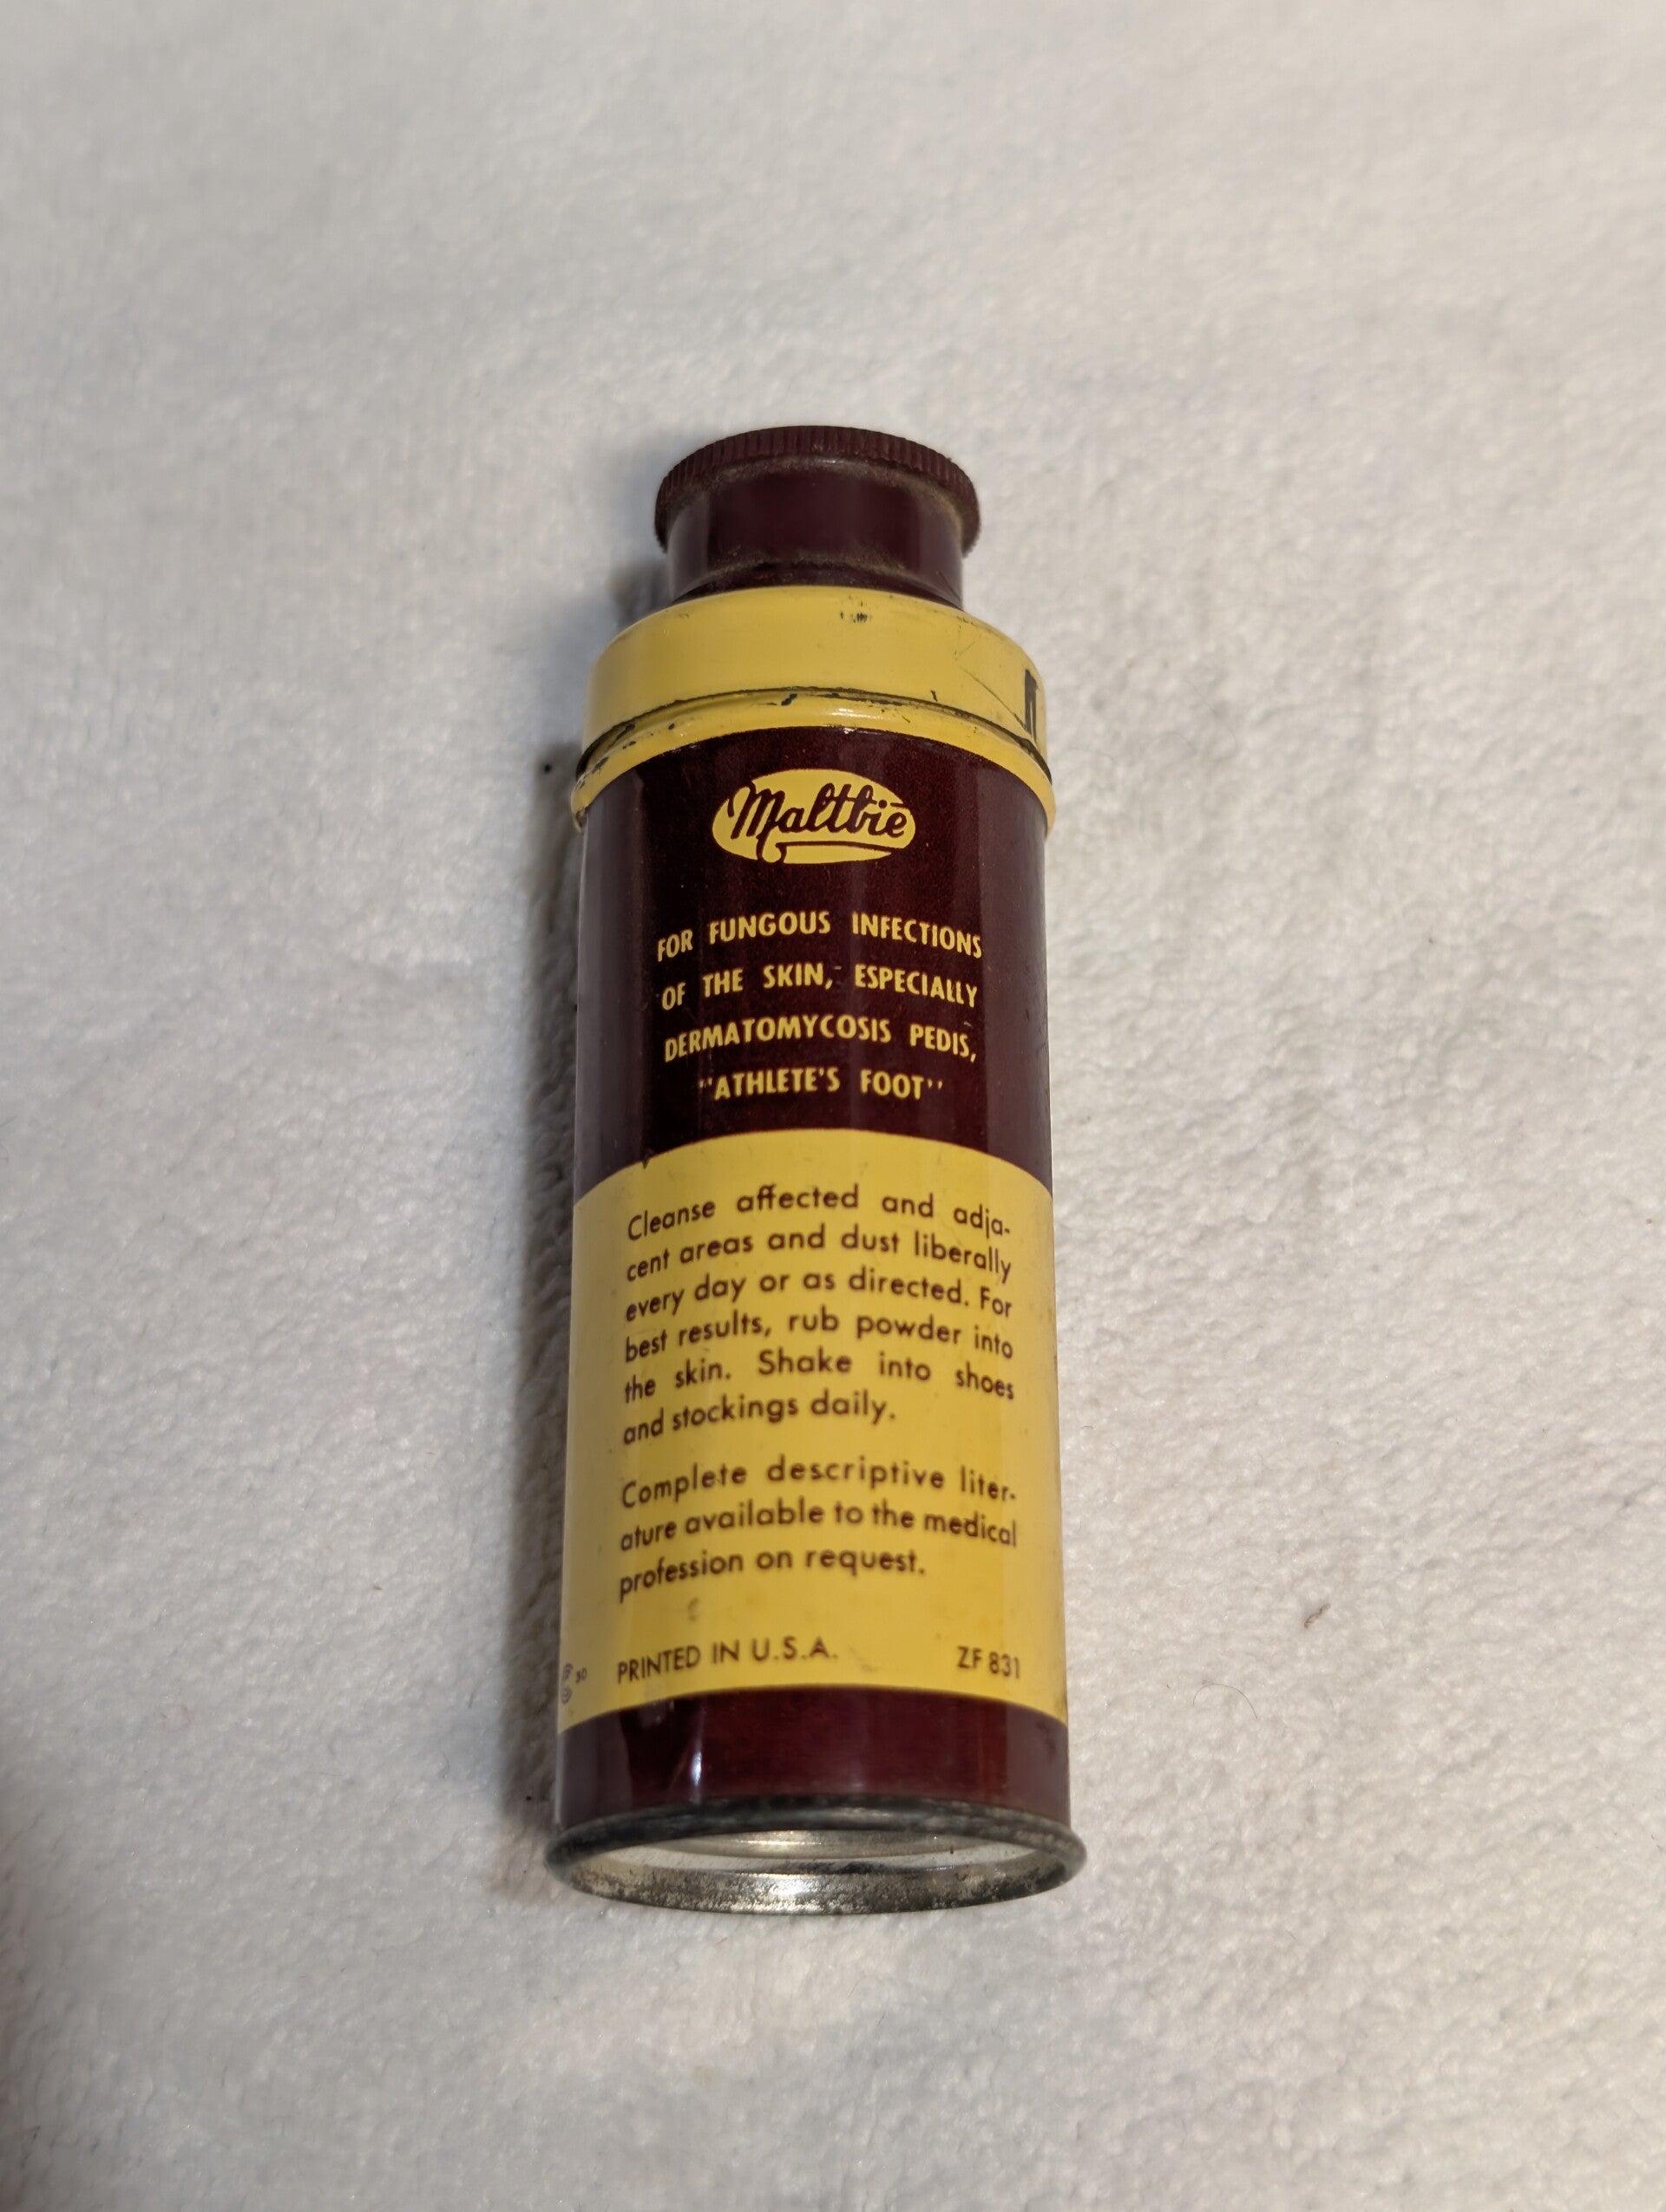 Maltbie
FOR FUNGOUS INFECTIONS
OF THE SKIN, ESPECIALLY
DERMATOMYCOSIS PEDIS,
"ATHLETE'S FOOT"
Cleanse affected and adja-
cent areas and dust liberally
every day or as directed. For
best results, rub powder into
the skin. Shake into shoes
and stockings daily.
Complete descriptive liter-
ature available to the medical
profession on request.
30 PRINTED IN U.S.A. ZF 831